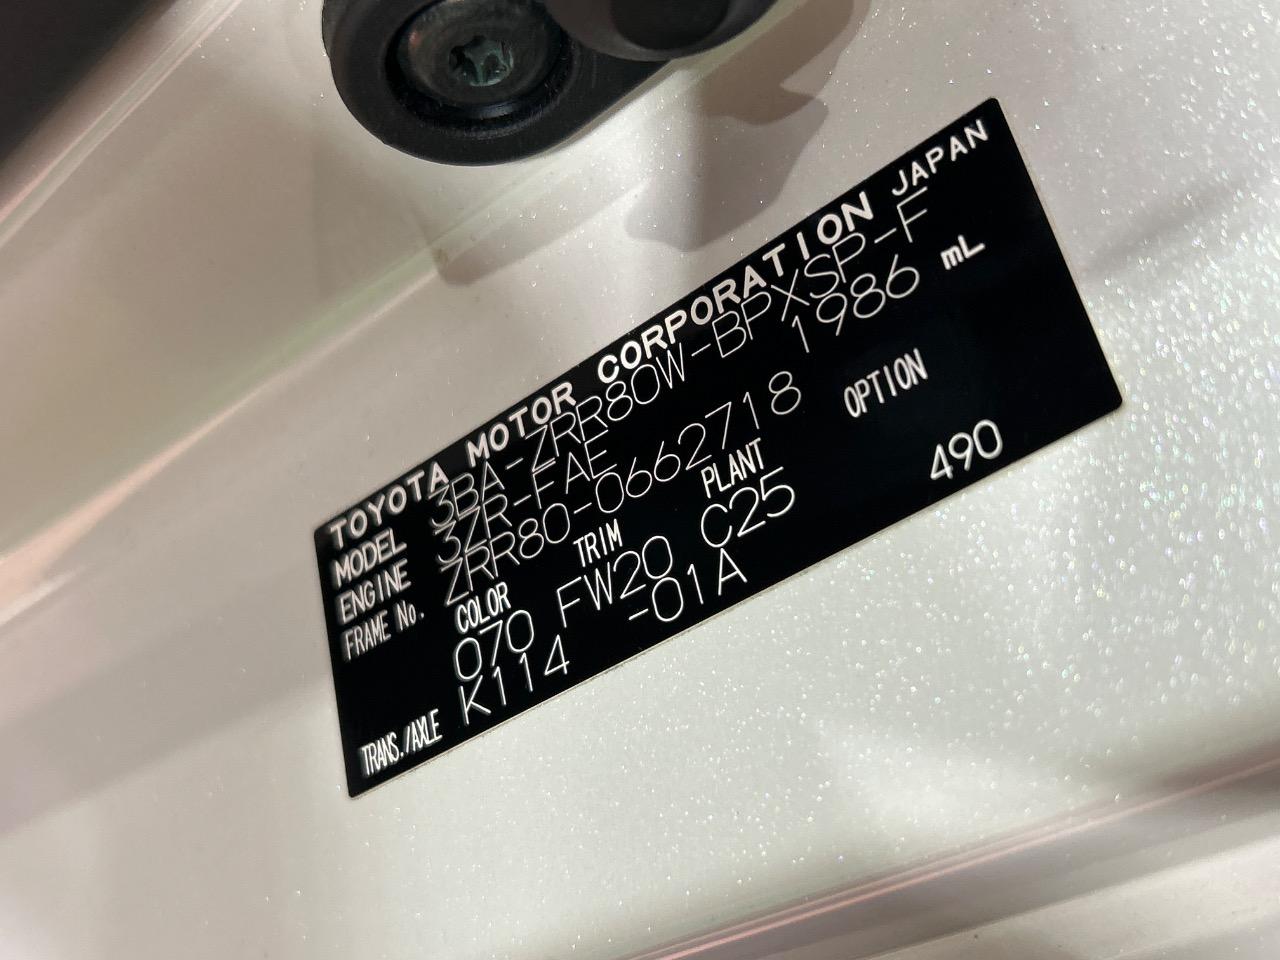 TOYOTA MOTOR CORPORATION JAPAN
MODEL 3BA-ZRR80W-BPXSP-F
ENGINE 3ZR-FAE 1986 mL
FRAME No. ZRR80-0662718
COLOR TRIM PLANT OPTION
070 FW20 C25 490
TRANS./AXLE K114 -01A